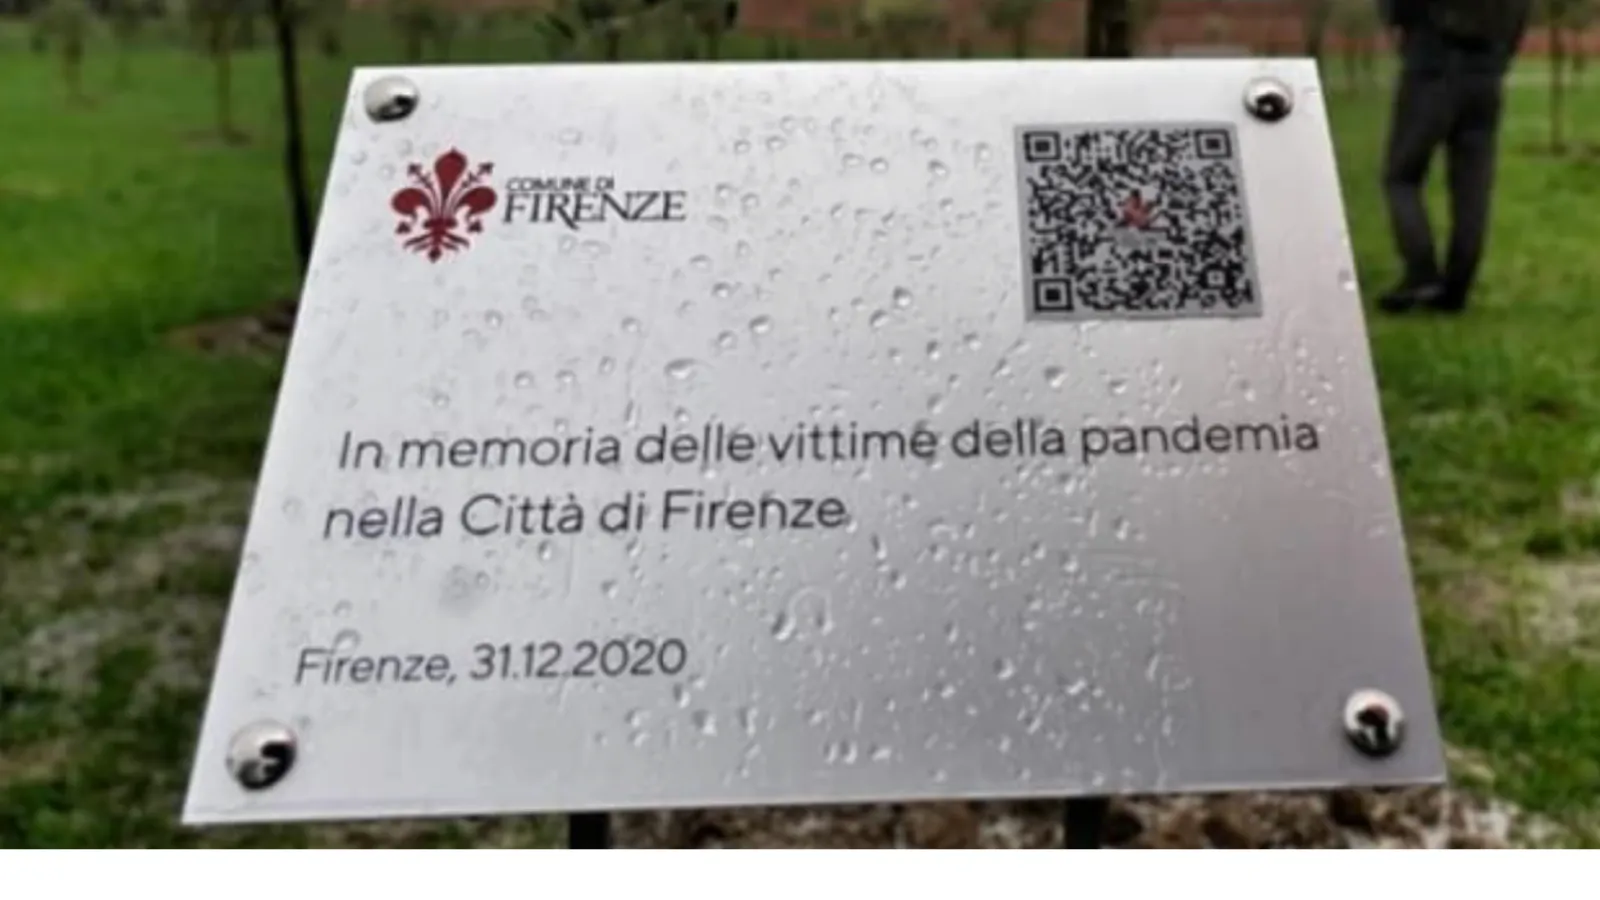 COMUNE DI
FIRENZE
In memoria delle vittime della pandemia
nella Città di Firenze
Firenze, 31.12.2020